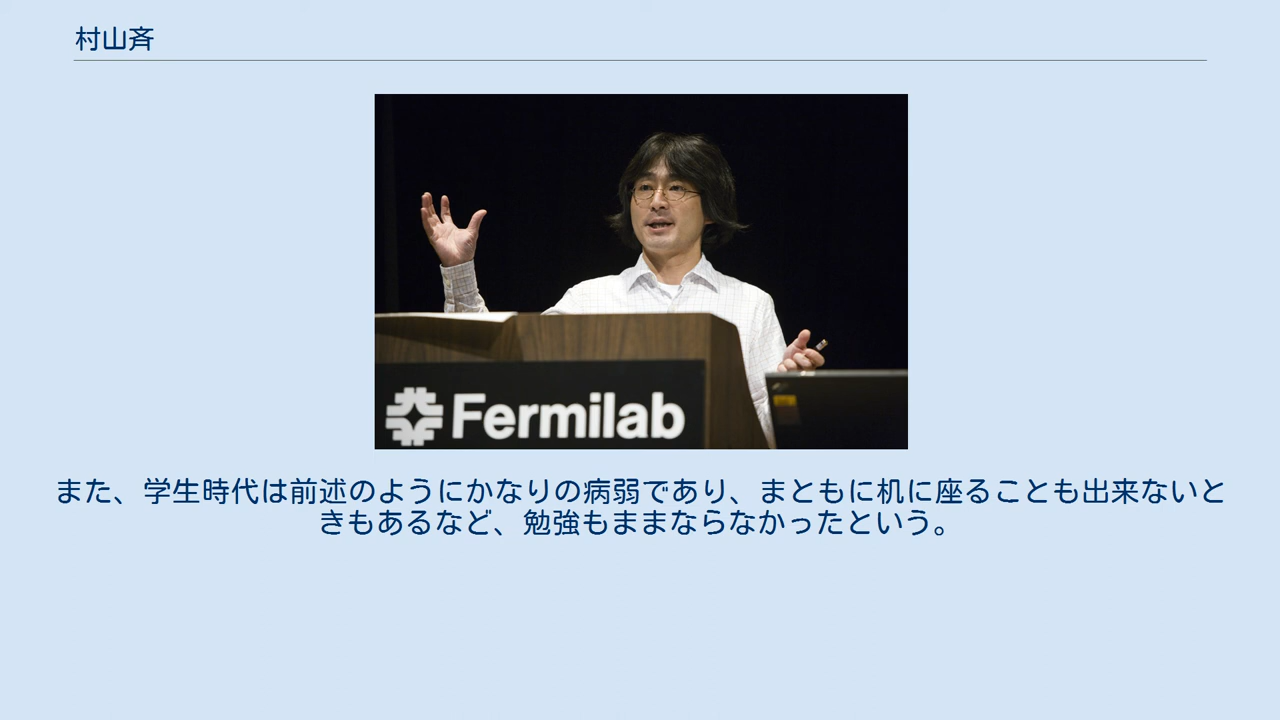 村山斉
Fermilab
また、学生時代は前述のようにかなりの病弱であり、まともに机に座ることも出来ないと
きもあるなど、勉強もままならなかったという。